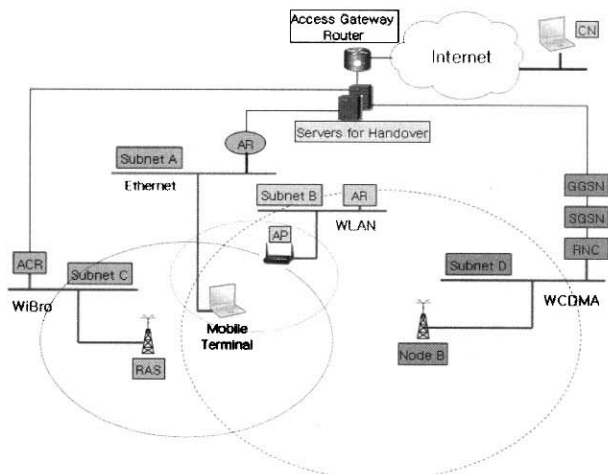 Access Gateway
Router
CN
Internet
Servers for Handover
AR
Subnet A
Ethernet
Subnet B
AR
WLAN
AP
GGSN
SGSN
RNC
ACR
Subnet C
WiBro
Subnet D
WCDMA
Mobile
Terminal
RAS
Node B